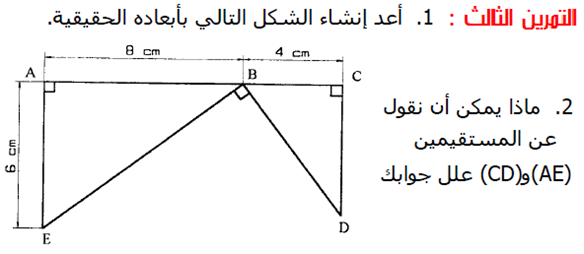 التمرين الثالث : 1. أعد إنشاء الشكل التالي بأبعاده الحقيقية.
8 cm
4 cm
A
B
C
2. ماذا يمكن أن نقول
عن المستقيمين
(AE)و(CD) علل جوابك
6 cm
E
D